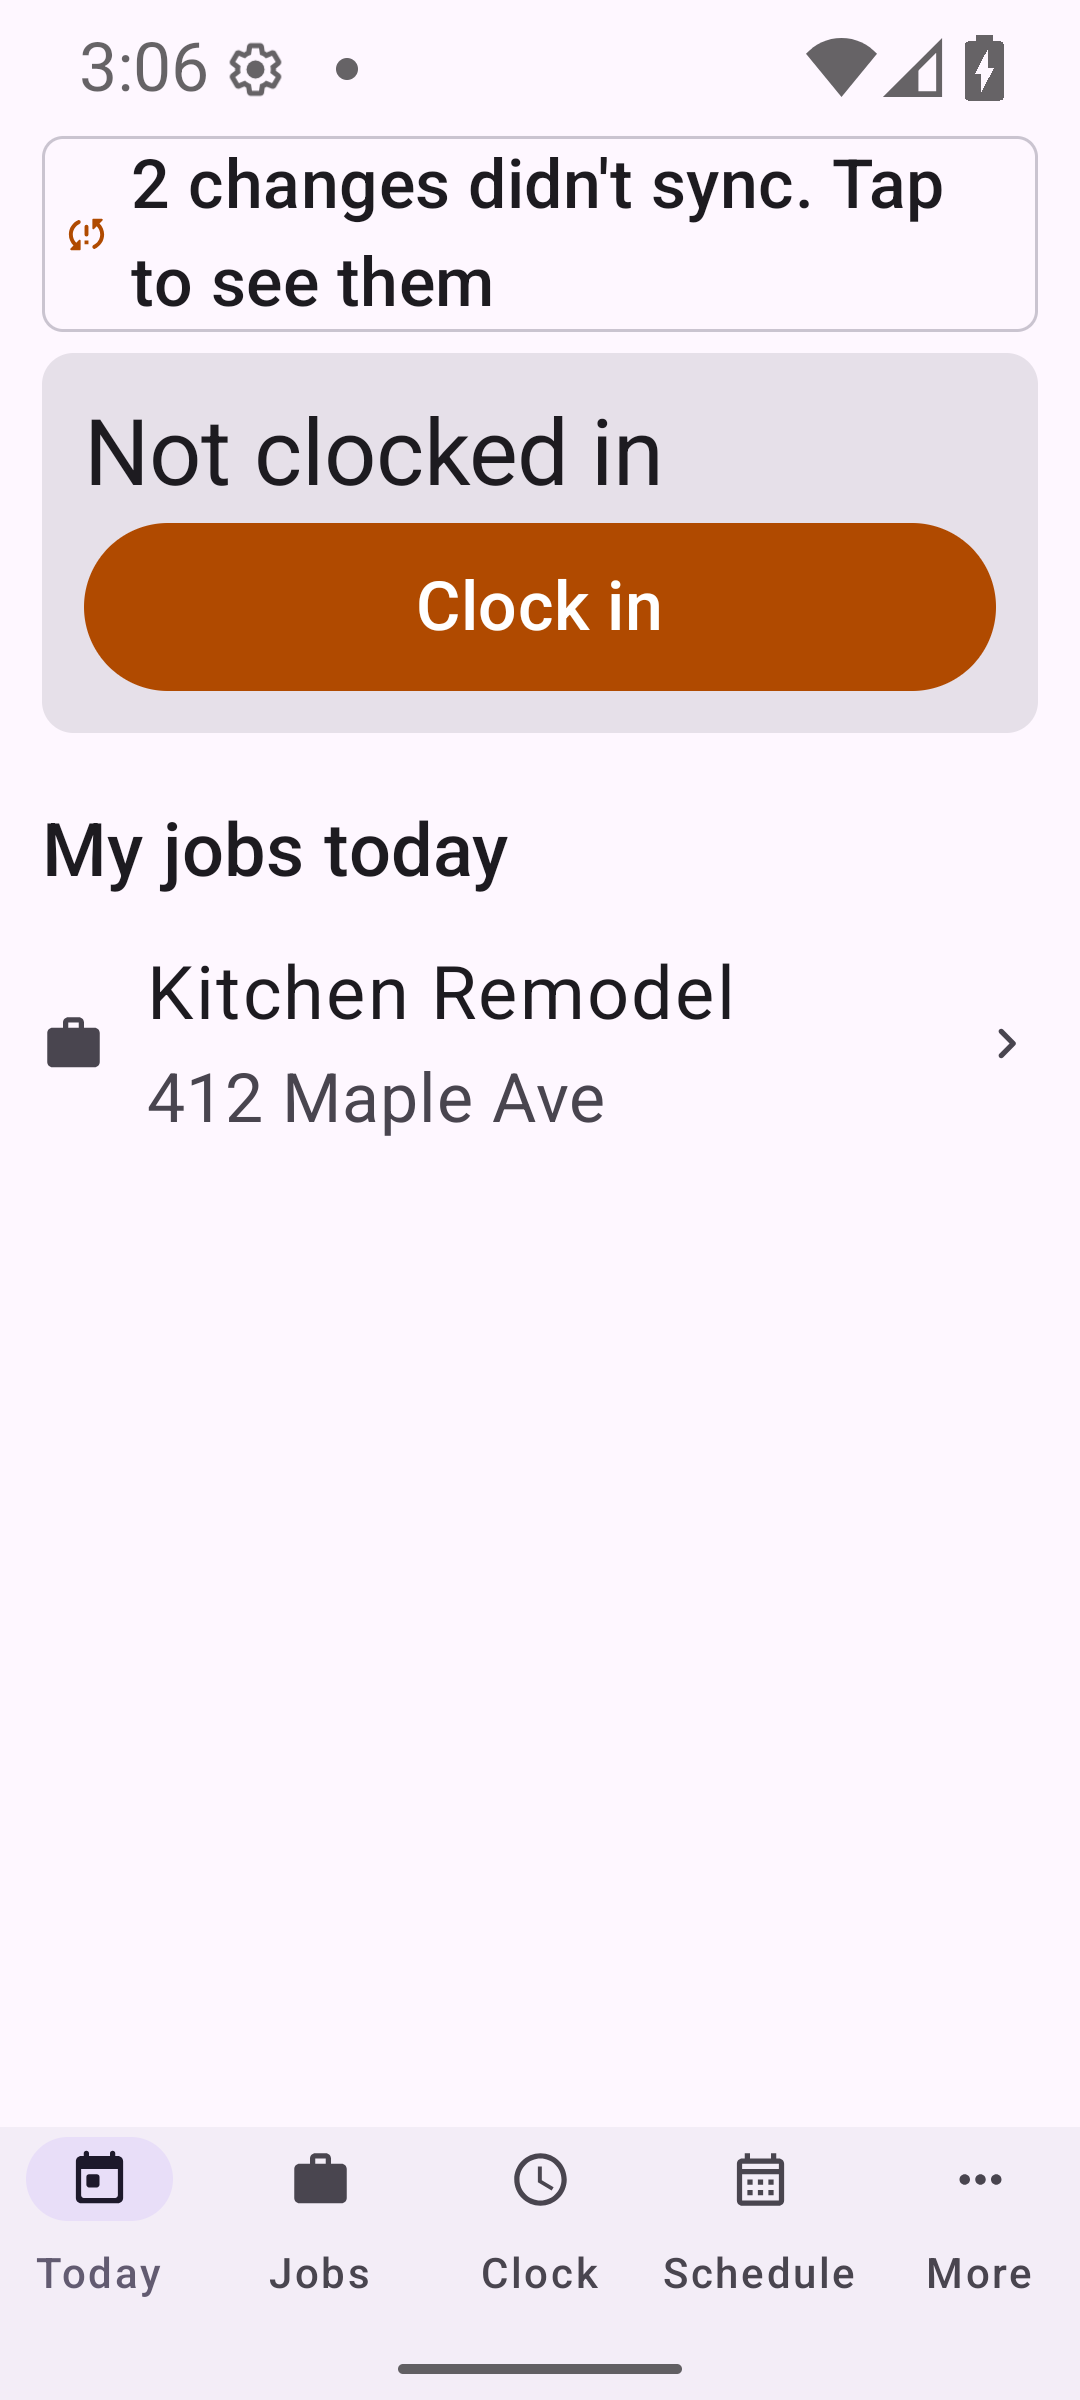 3:06
2 changes didn't sync. Tap
to see them
Not clocked in
Clock in
My jobs today
Kitchen Remodel
412 Maple Ave
Today
Jobs
Clock
Schedule
More